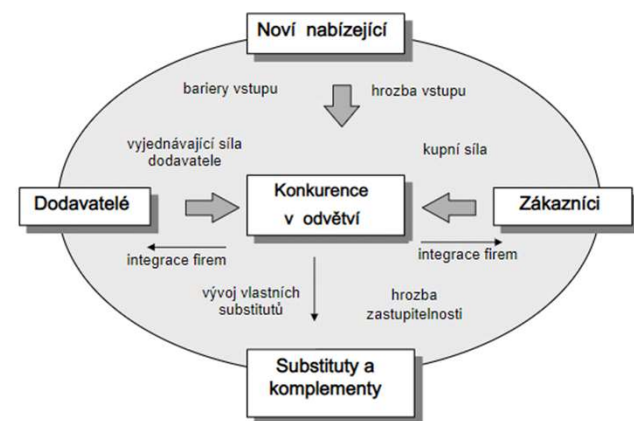 Noví nabízející
bariery vstupu
hrozba vstupu
vyjednávající síla
dodavatele
kupní síla
Dodavatelé
Konkurence
v odvětví
Zákazníci
integrace firem
integrace firem
vývoj vlastních
substitutů
hrozba
zastupitelnosti
Substituty a
komplementy